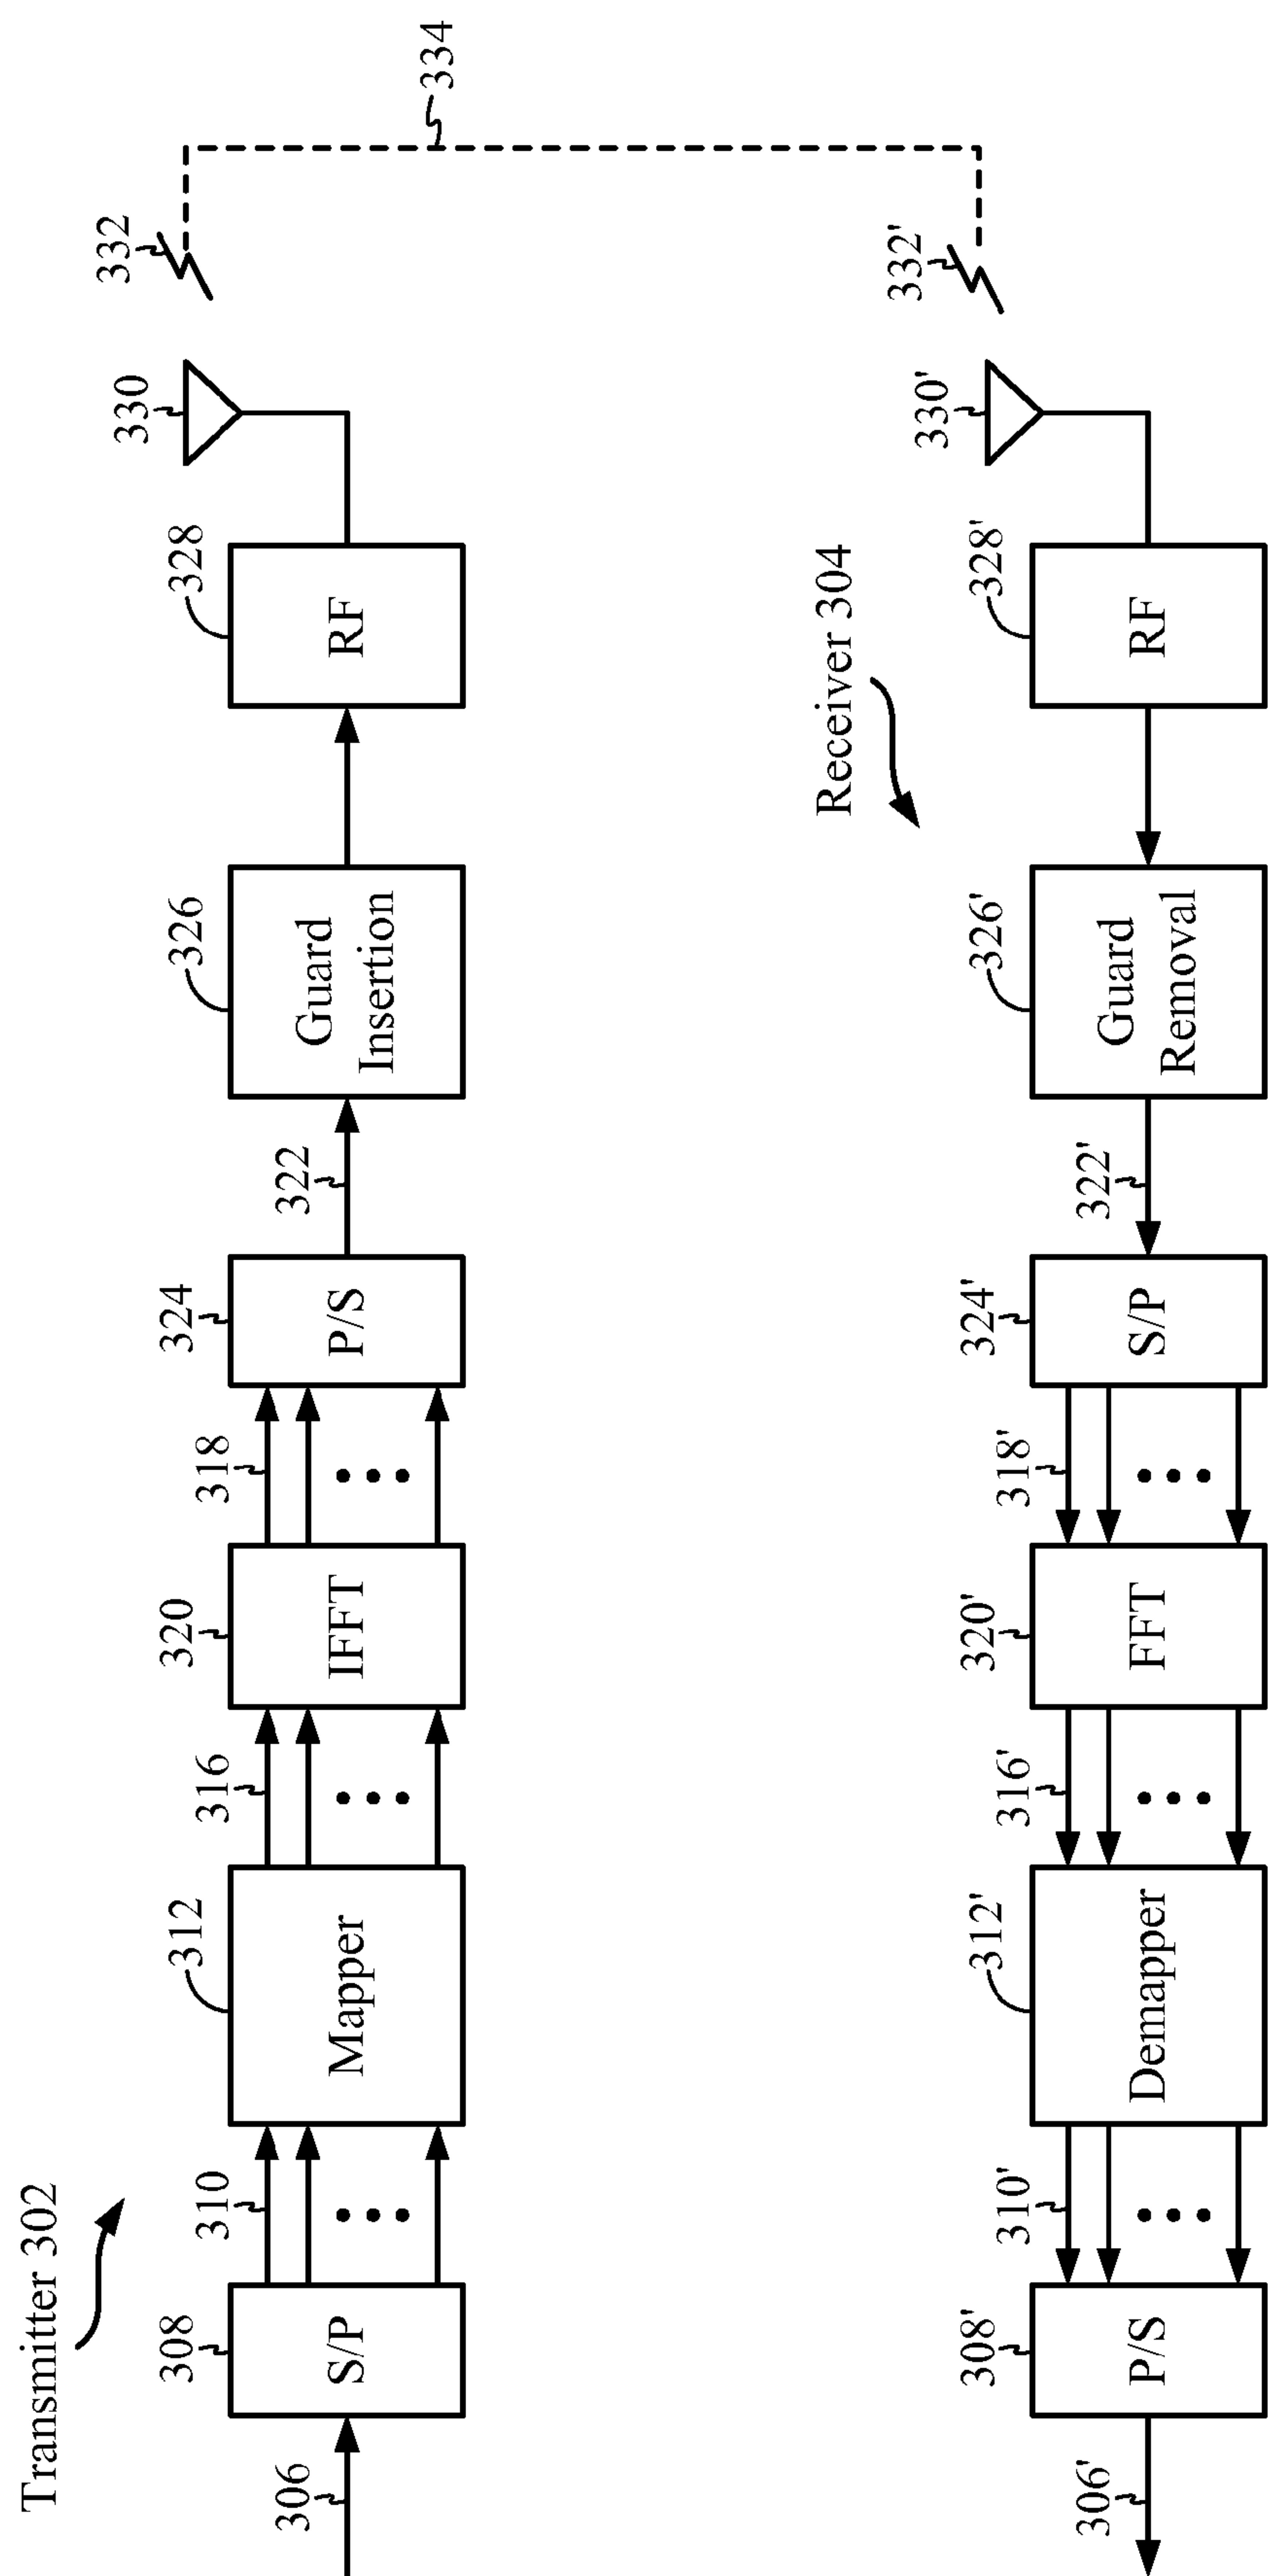 Transmitter 302
306
308
S/P
310
312
Mapper
316
320
IFFT
318
324
P/S
322
326
Guard
Insertion
328
RF
330
332
334
Receiver 304
306'
308'
P/S
310'
312'
Demapper
316'
320'
FFT
318'
324'
S/P
322'
326'
Guard
Removal
328'
RF
330'
332'